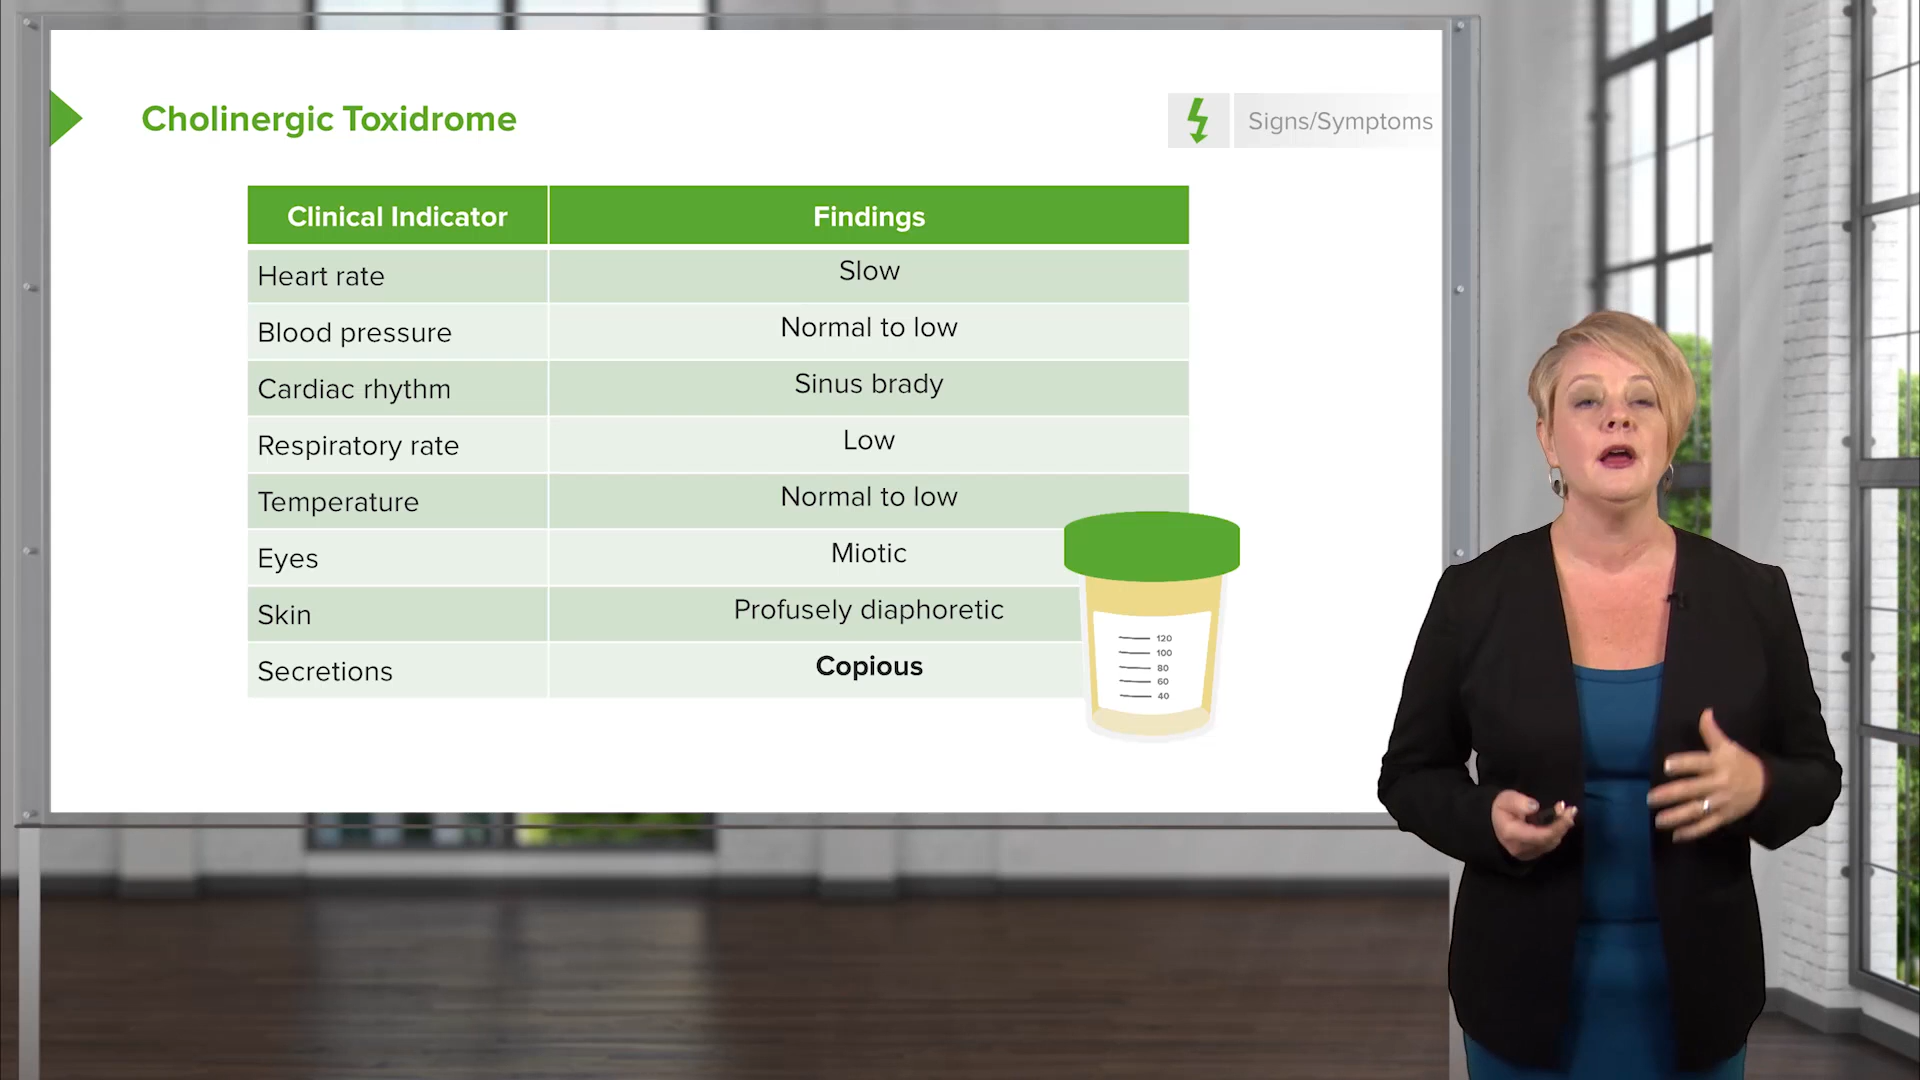 Cholinergic Toxidrome
Signs/Symptoms
Clinical Indicator Findings
Heart rate Slow
Blood pressure Normal to low
Cardiac rhythm Sinus brady
Respiratory rate Low
Temperature Normal to low
Eyes Miotic
Skin Profusely diaphoretic
Secretions Copious
120
100
80
60
40